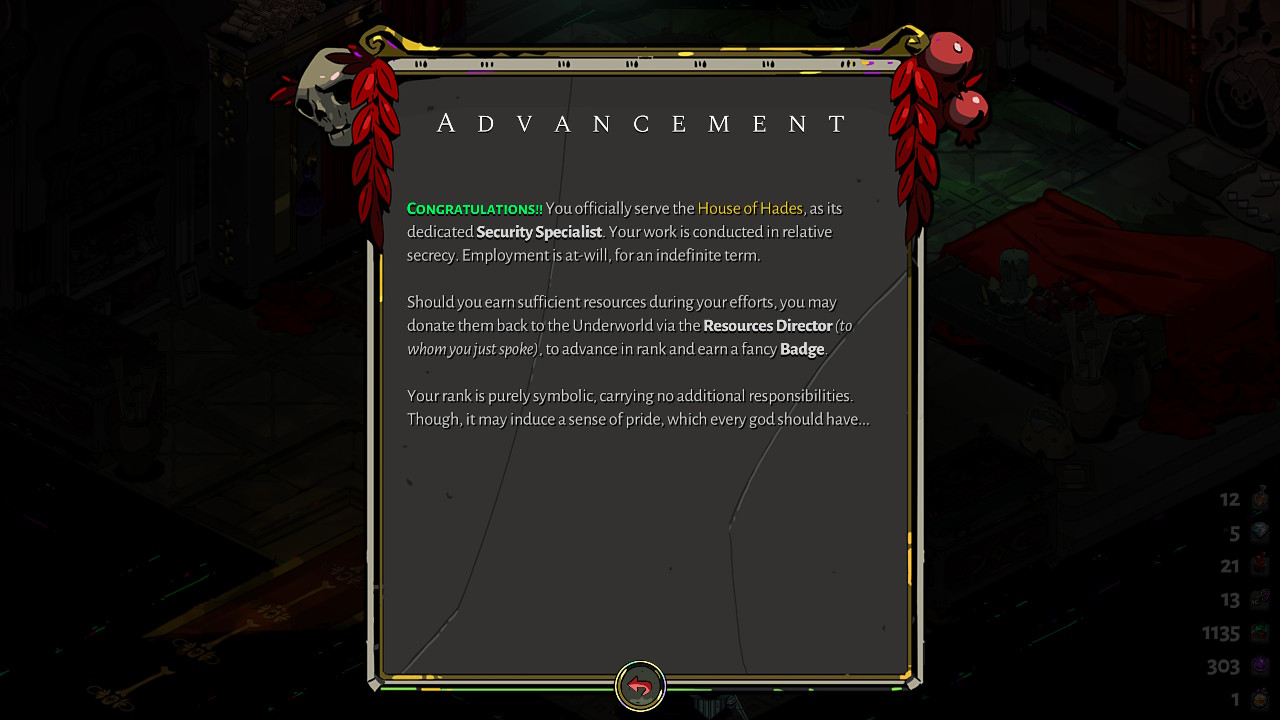 ADVANCEMENT
CONGRATULATIONS!! You officially serve the House of Hades, as its
dedicated Security Specialist. Your work is conducted in relative
secrecy. Employment is at-will, for an indefinite term.
Should you earn sufficient resources during your efforts, you may
donate them back to the Underworld via the Resources Director (to
whom you just spoke), to advance in rank and earn a fancy Badge.
Your rank is purely symbolic, carrying no additional responsibilities.
Though, it may induce a sense of pride, which every god should have...
12
5
21
13
1135
303
1